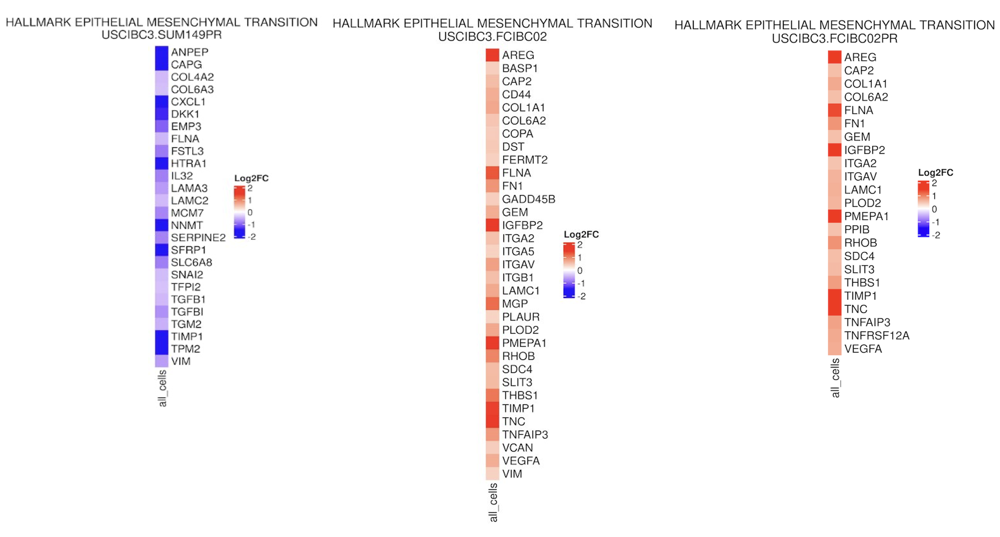 HALLMARK EPITHELIAL MESENCHYMAL TRANSITION
USCIBC3.SUM149PR
ANPEP
CAPG
COL4A2
COL6A3
CXCL1
DKK1
EMP3
FLNA
FSTL3
HTRA1
IL32
LAMA3
LAMC2
MCM7
NNMT
SERPINE2
SFRP1
SLC6A8
SNAI2
TFPI2
TGFB1
TGFBI
TGM2
TIMP1
TPM2
VIM
all_cells
Log2FC
2
1
0
-1
-2
HALLMARK EPITHELIAL MESENCHYMAL TRANSITION
USCIBC3.FCIBC02
AREG
BASP1
CAP2
CD44
COL1A1
COL6A2
COPA
DST
FERMT2
FLNA
FN1
GADD45B
GEM
IGFBP2
ITGA2
ITGA5
ITGAV
ITGB1
LAMC1
MGP
PLAUR
PLOD2
PMEPA1
RHOB
SDC4
SLIT3
THBS1
TIMP1
TNC
TNFAIP3
VCAN
VEGFA
VIM
all_cells
Log2FC
2
1
0
-1
-2
HALLMARK EPITHELIAL MESENCHYMAL TRANSITION
USCIBC3.FCIBC02PR
AREG
CAP2
COL1A1
COL6A2
FLNA
FN1
GEM
IGFBP2
ITGA2
ITGAV
LAMC1
PLOD2
PMEPA1
PPIB
RHOB
SDC4
SLIT3
THBS1
TIMP1
TNC
TNFAIP3
TNFRSF12A
VEGFA
all_cells
Log2FC
2
1
0
-1
-2